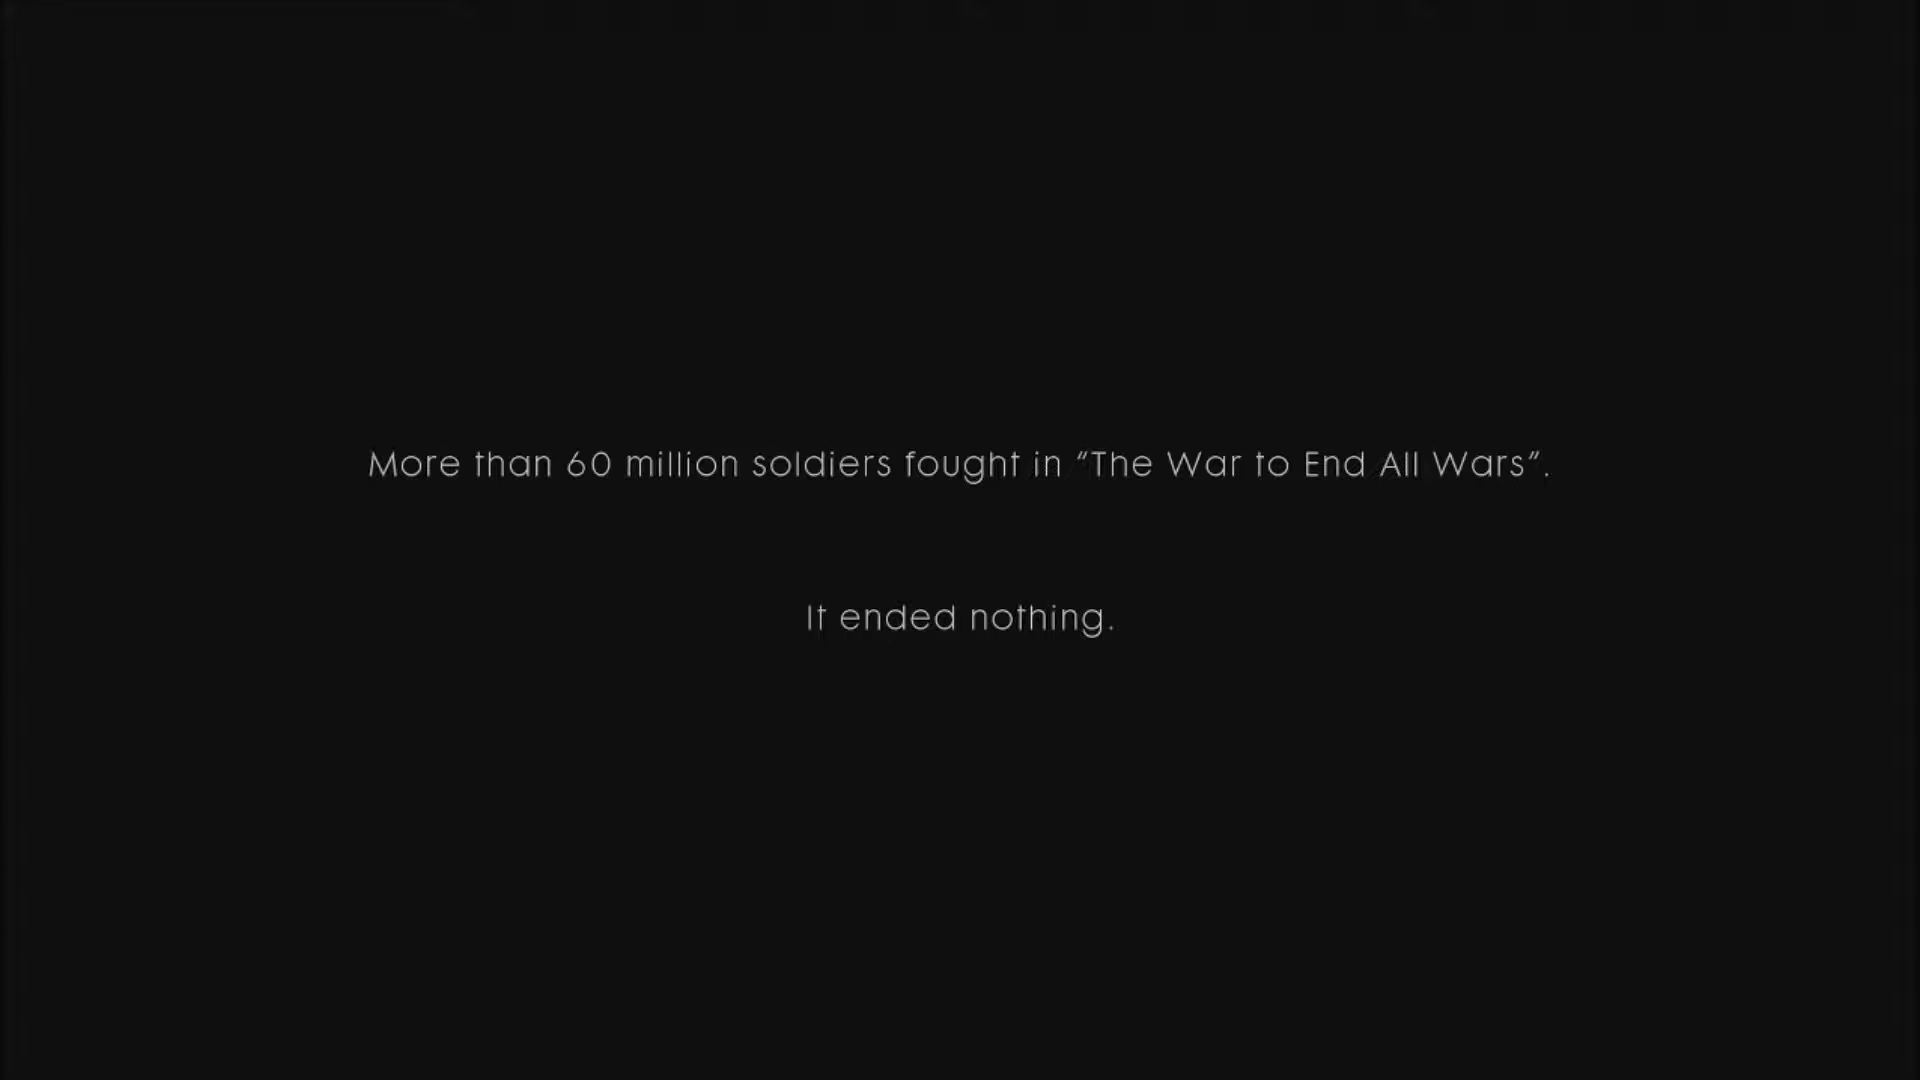 More than 60 million soldiers fought in “The War to End All Wars”.
It ended nothing.